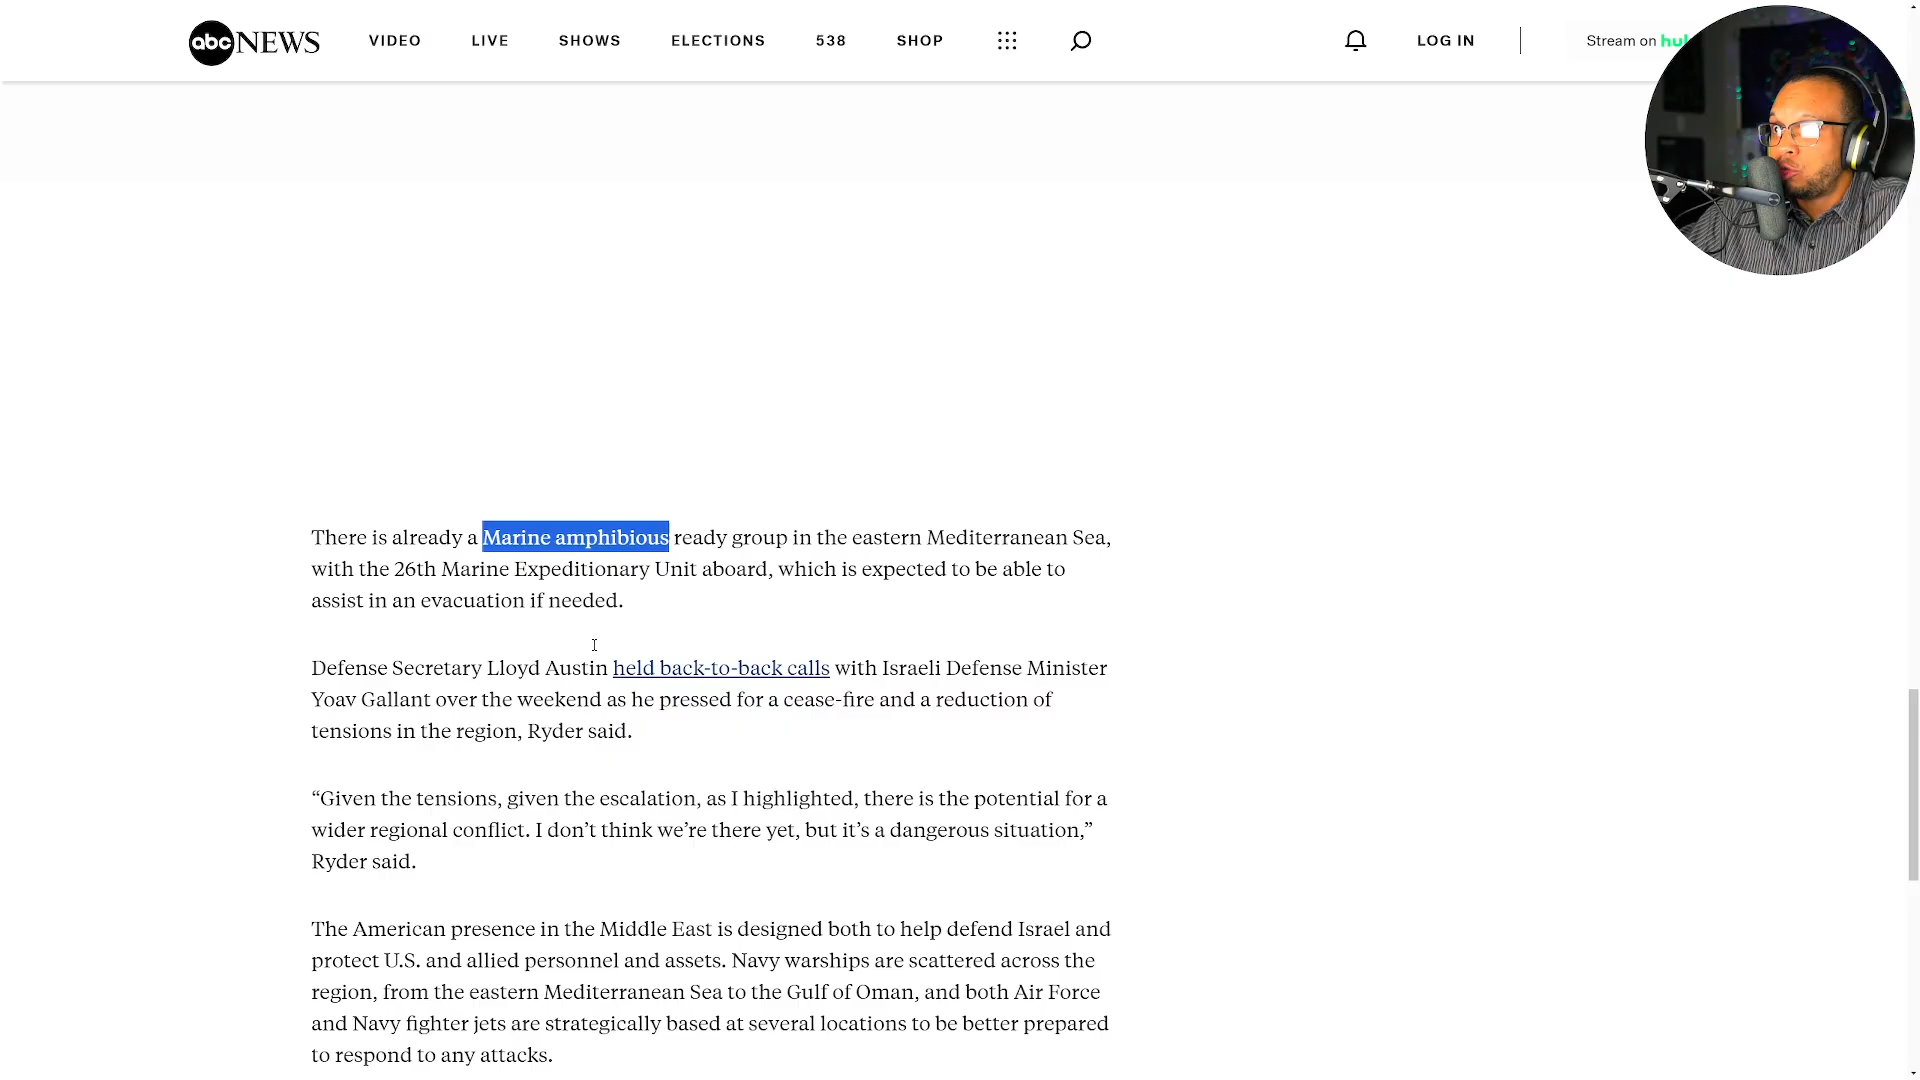 abc NEWS VIDEO LIVE SHOWS ELECTIONS 538 SHOP LOG IN Stream on
There is already a Marine amphibious ready group in the eastern Mediterranean Sea,
with the 26th Marine Expeditionary Unit aboard, which is expected to be able to
assist in an evacuation if needed.
Defense Secretary Lloyd Austin held back-to-back calls with Israeli Defense Minister
Yoav Gallant over the weekend as he pressed for a cease-fire and a reduction of
tensions in the region, Ryder said.
“Given the tensions, given the escalation, as I highlighted, there is the potential for a
wider regional conflict. I don’t think we’re there yet, but it’s a dangerous situation,”
Ryder said.
The American presence in the Middle East is designed both to help defend Israel and
protect U.S. and allied personnel and assets. Navy warships are scattered across the
region, from the eastern Mediterranean Sea to the Gulf of Oman, and both Air Force
and Navy fighter jets are strategically based at several locations to be better prepared
to respond to any attacks.